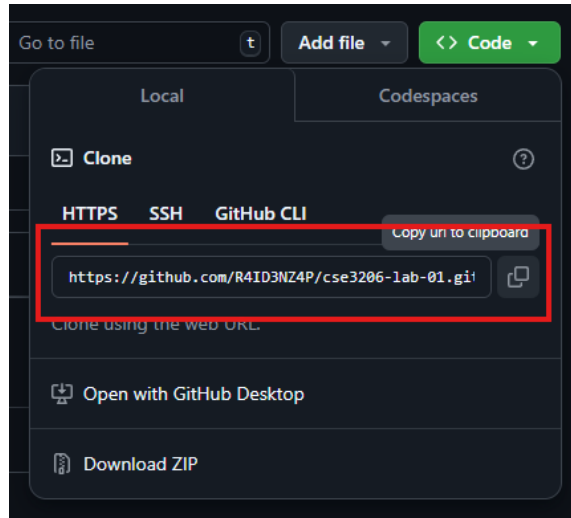 Go to file t Add file <> Code
Local Codespaces
Clone
HTTPS SSH GitHub CLI
Copy url to clipboard
https://github.com/R4ID3NZ4P/cse3206-lab-01.git
Clone using the web URL.
Open with GitHub Desktop
Download ZIP